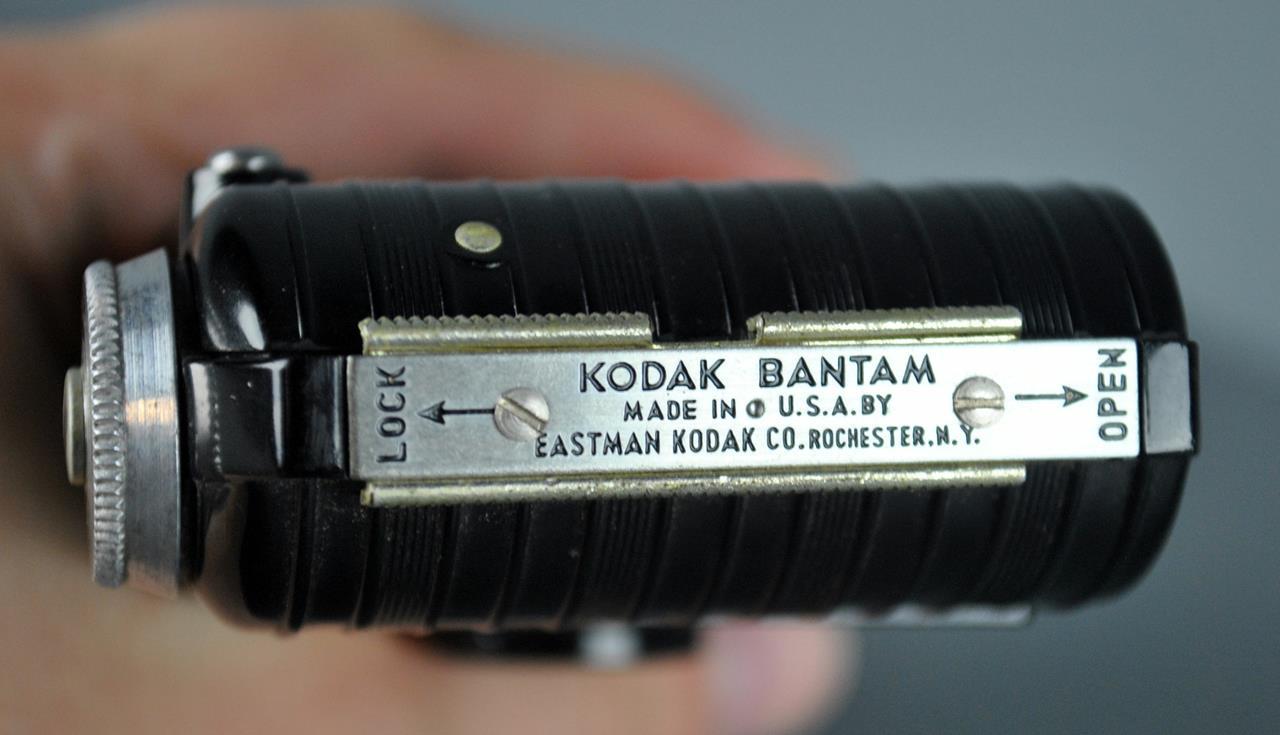 LOCK
KODAK BANTAM
MADE IN U.S.A. BY
EASTMAN KODAK CO. ROCHESTER. N.Y.
OPEN